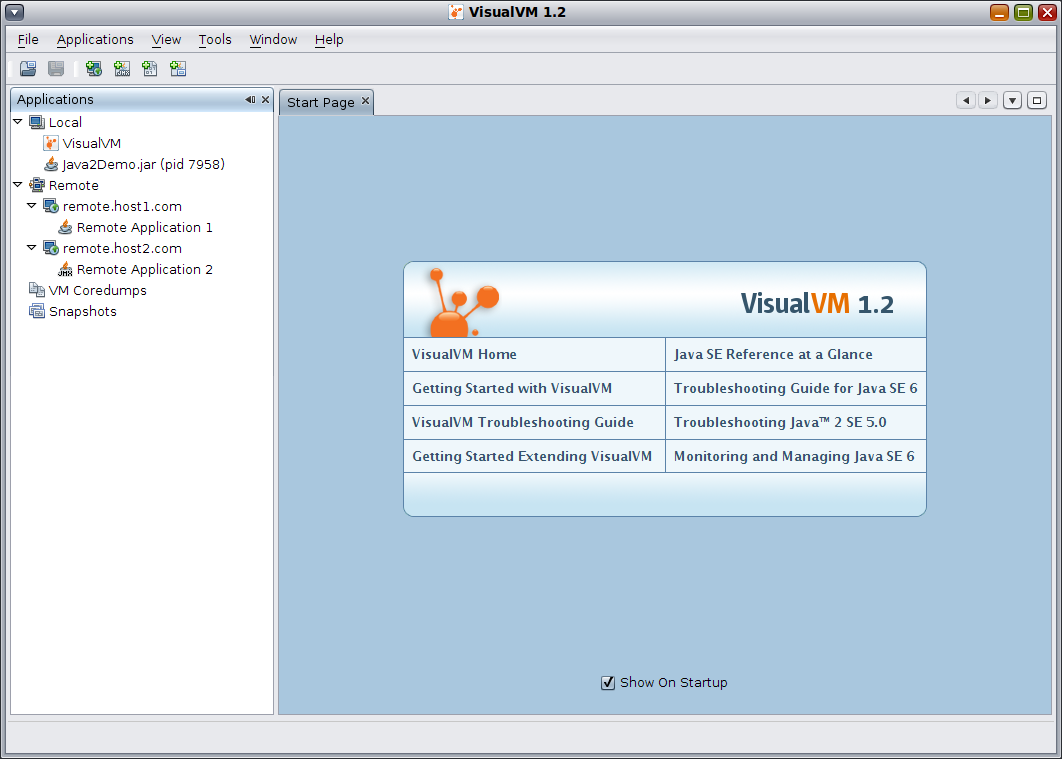 VisualVM 1.2
File Applications View Tools Window Help
Applications
Start Page
Local
VisualVM
Java2Demo.jar (pid 7958)
Remote
remote.host1.com
Remote Application 1
remote.host2.com
JMX Remote Application 2
VM Coredumps
Snapshots
VisualVM 1.2
VisualVM Home
Java SE Reference at a Glance
Getting Started with VisualVM
Troubleshooting Guide for Java SE 6
VisualVM Troubleshooting Guide
Troubleshooting Java™ 2 SE 5.0
Getting Started Extending VisualVM
Monitoring and Managing Java SE 6
Show On Startup